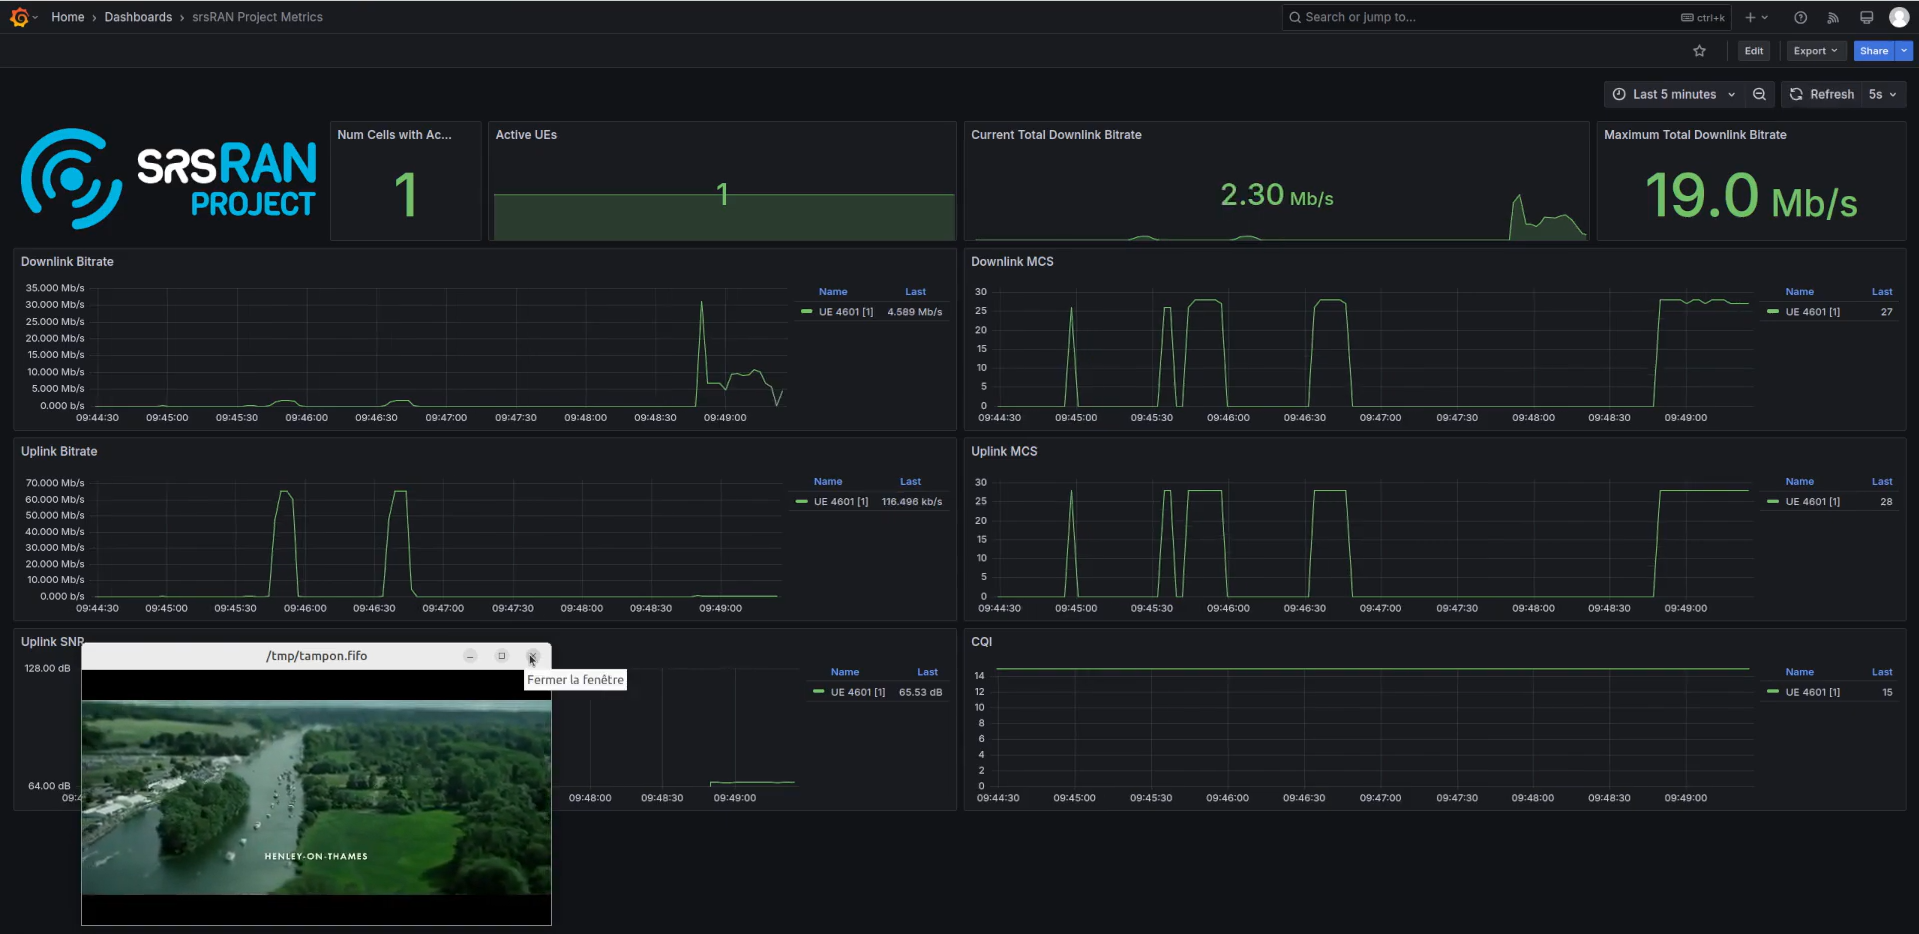 Home › Dashboards › srsRAN Project Metrics
Search or jump to...
ctrl+k
Edit
Export
Share
Last 5 minutes
Refresh
5s
srsRAN
PROJECT
Num Cells with Ac...
1
Active UEs
1
Current Total Downlink Bitrate
2.30 Mb/s
Maximum Total Downlink Bitrate
19.0 Mb/s
Downlink Bitrate
35.000 Mb/s
30.000 Mb/s
25.000 Mb/s
20.000 Mb/s
15.000 Mb/s
10.000 Mb/s
5.000 Mb/s
0.000 b/s
09:44:30 09:45:00 09:45:30 09:46:00 09:46:30 09:47:00 09:47:30 09:48:00 09:48:30 09:49:00
Name Last
UE 4601 [1] 4.589 Mb/s
Downlink MCS
30
25
20
15
10
5
0
09:44:30 09:45:00 09:45:30 09:46:00 09:46:30 09:47:00 09:47:30 09:48:00 09:48:30 09:49:00
Name Last
UE 4601 [1] 27
Uplink Bitrate
70.000 Mb/s
60.000 Mb/s
50.000 Mb/s
40.000 Mb/s
30.000 Mb/s
20.000 Mb/s
10.000 Mb/s
0.000 b/s
09:44:30 09:45:00 09:45:30 09:46:00 09:46:30 09:47:00 09:47:30 09:48:00 09:48:30 09:49:00
Name Last
UE 4601 [1] 116.496 kb/s
Uplink MCS
30
25
20
15
10
5
0
09:44:30 09:45:00 09:45:30 09:46:00 09:46:30 09:47:00 09:47:30 09:48:00 09:48:30 09:49:00
Name Last
UE 4601 [1] 28
Uplink SNR
128.00 dB
64.00 dB
09:4
09:48:00 09:48:30 09:49:00
Name Last
UE 4601 [1] 65.53 dB
/tmp/tampon.fifo
Fermer la fenêtre
HENLEY-ON-THAMES
CQI
14
12
10
8
6
4
2
0
09:44:30 09:45:00 09:45:30 09:46:00 09:46:30 09:47:00 09:47:30 09:48:00 09:48:30 09:49:00
Name Last
UE 4601 [1] 15